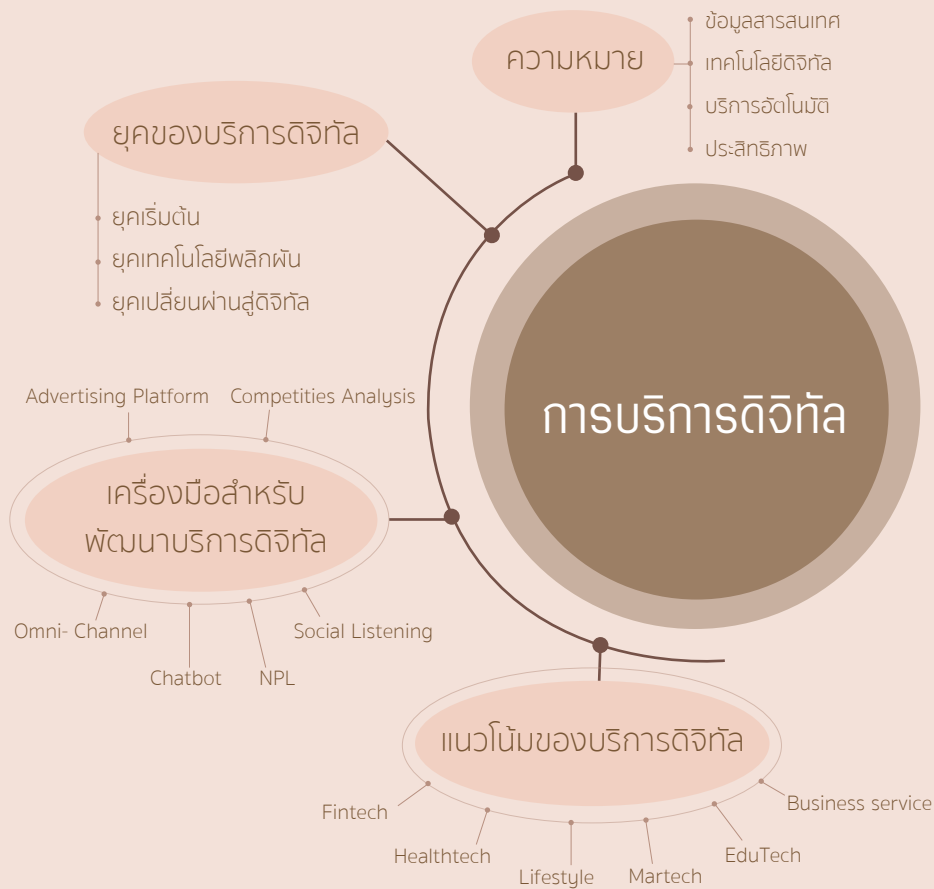 ความหมาย
ข้อมูลสารสนเทศ
เทคโนโลยีดิจิทัล
บริการอัตโนมัติ
ประสิทธิภาพ
ยุคของบริการดิจิทัล
ยุคเริ่มต้น
ยุคเทคโนโลยีพลิกผัน
ยุคเปลี่ยนผ่านสู่ดิจิทัล
การบริการดิจิทัล
Advertising Platform
Competities Analysis
เครื่องมือสำหรับ
พัฒนาบริการดิจิทัล
Omni- Channel
Chatbot
NPL
Social Listening
แนวโน้มของบริการดิจิทัล
Fintech
Healthtech
Lifestyle
Martech
EduTech
Business service